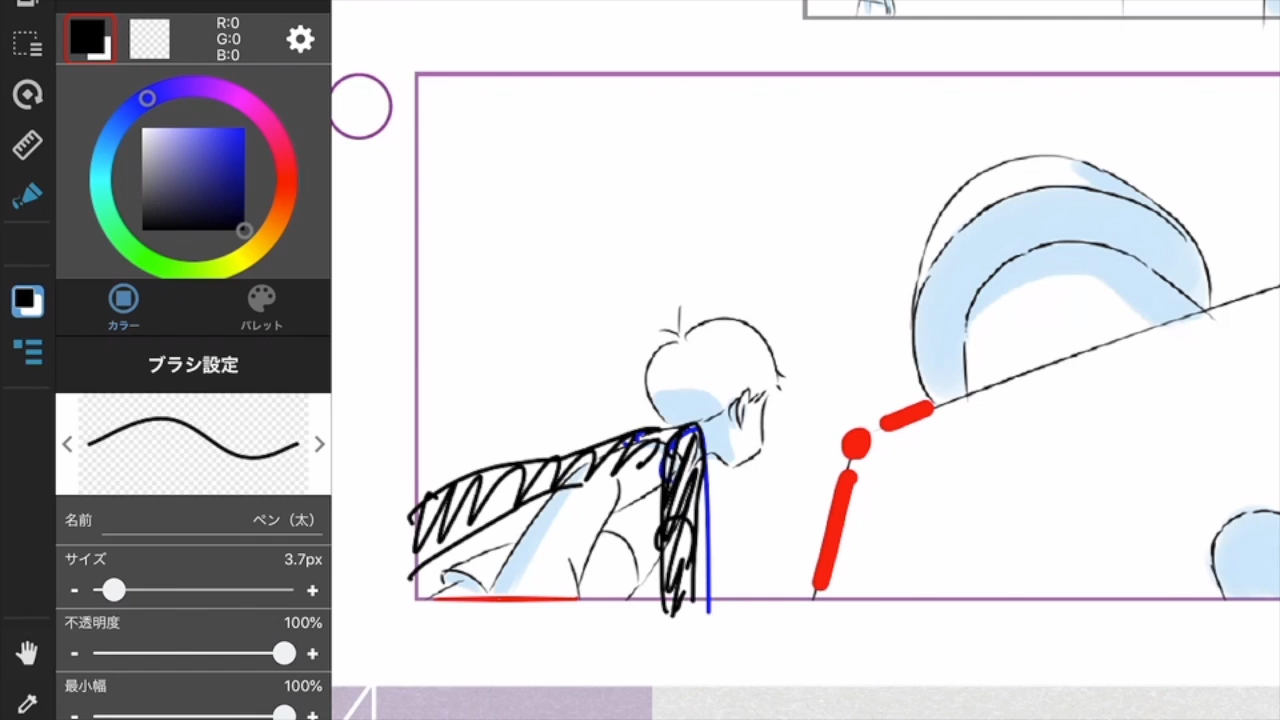 R:0
G:0
B:0
カラー
パレット
ブラシ設定
名前 ペン（太）
サイズ 3.7px
- +
不透明度 100%
- +
最小幅 100%
- +